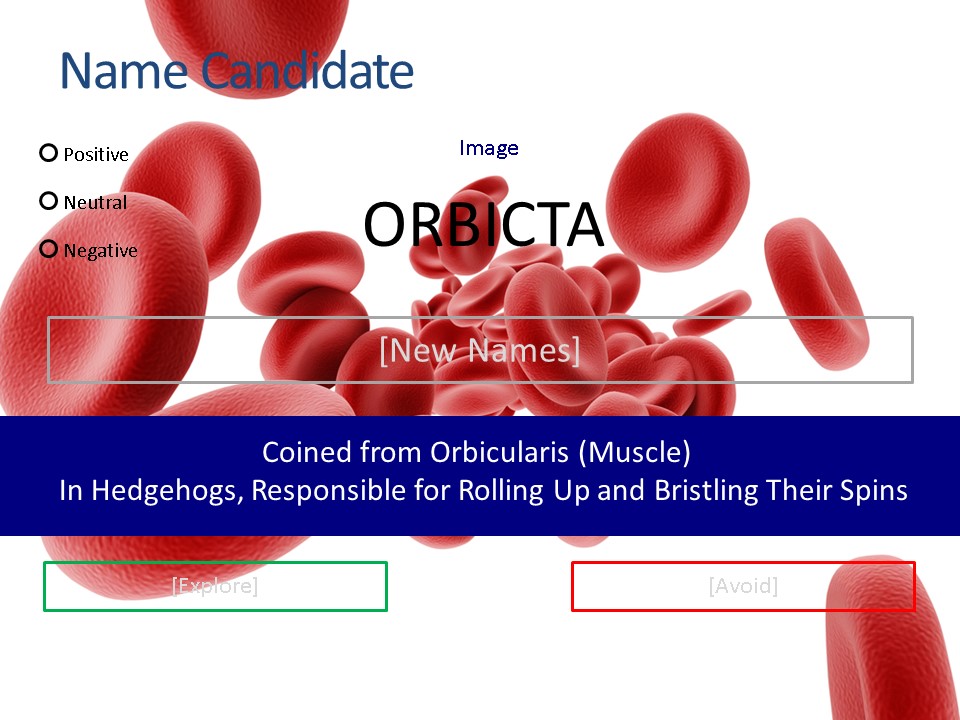 Name Candidate
Positive
Image
Neutral
ORBICTA
Negative
[New Names]
Coined from Orbicularis (Muscle)
In Hedgehogs, Responsible for Rolling Up and Bristling Their Spins
[Explore]
[Avoid]